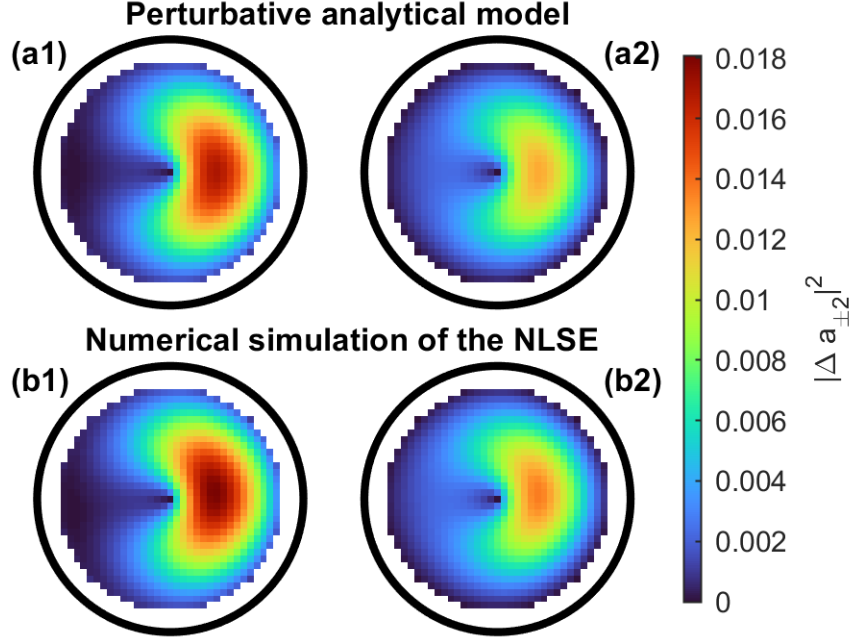 Perturbative analytical model
(a1)
(a2)
Numerical simulation of the NLSE
(b1)
(b2)
0.018
0.016
0.014
0.012
0.01
0.008
0.006
0.004
0.002
0
|Δ a±2|²